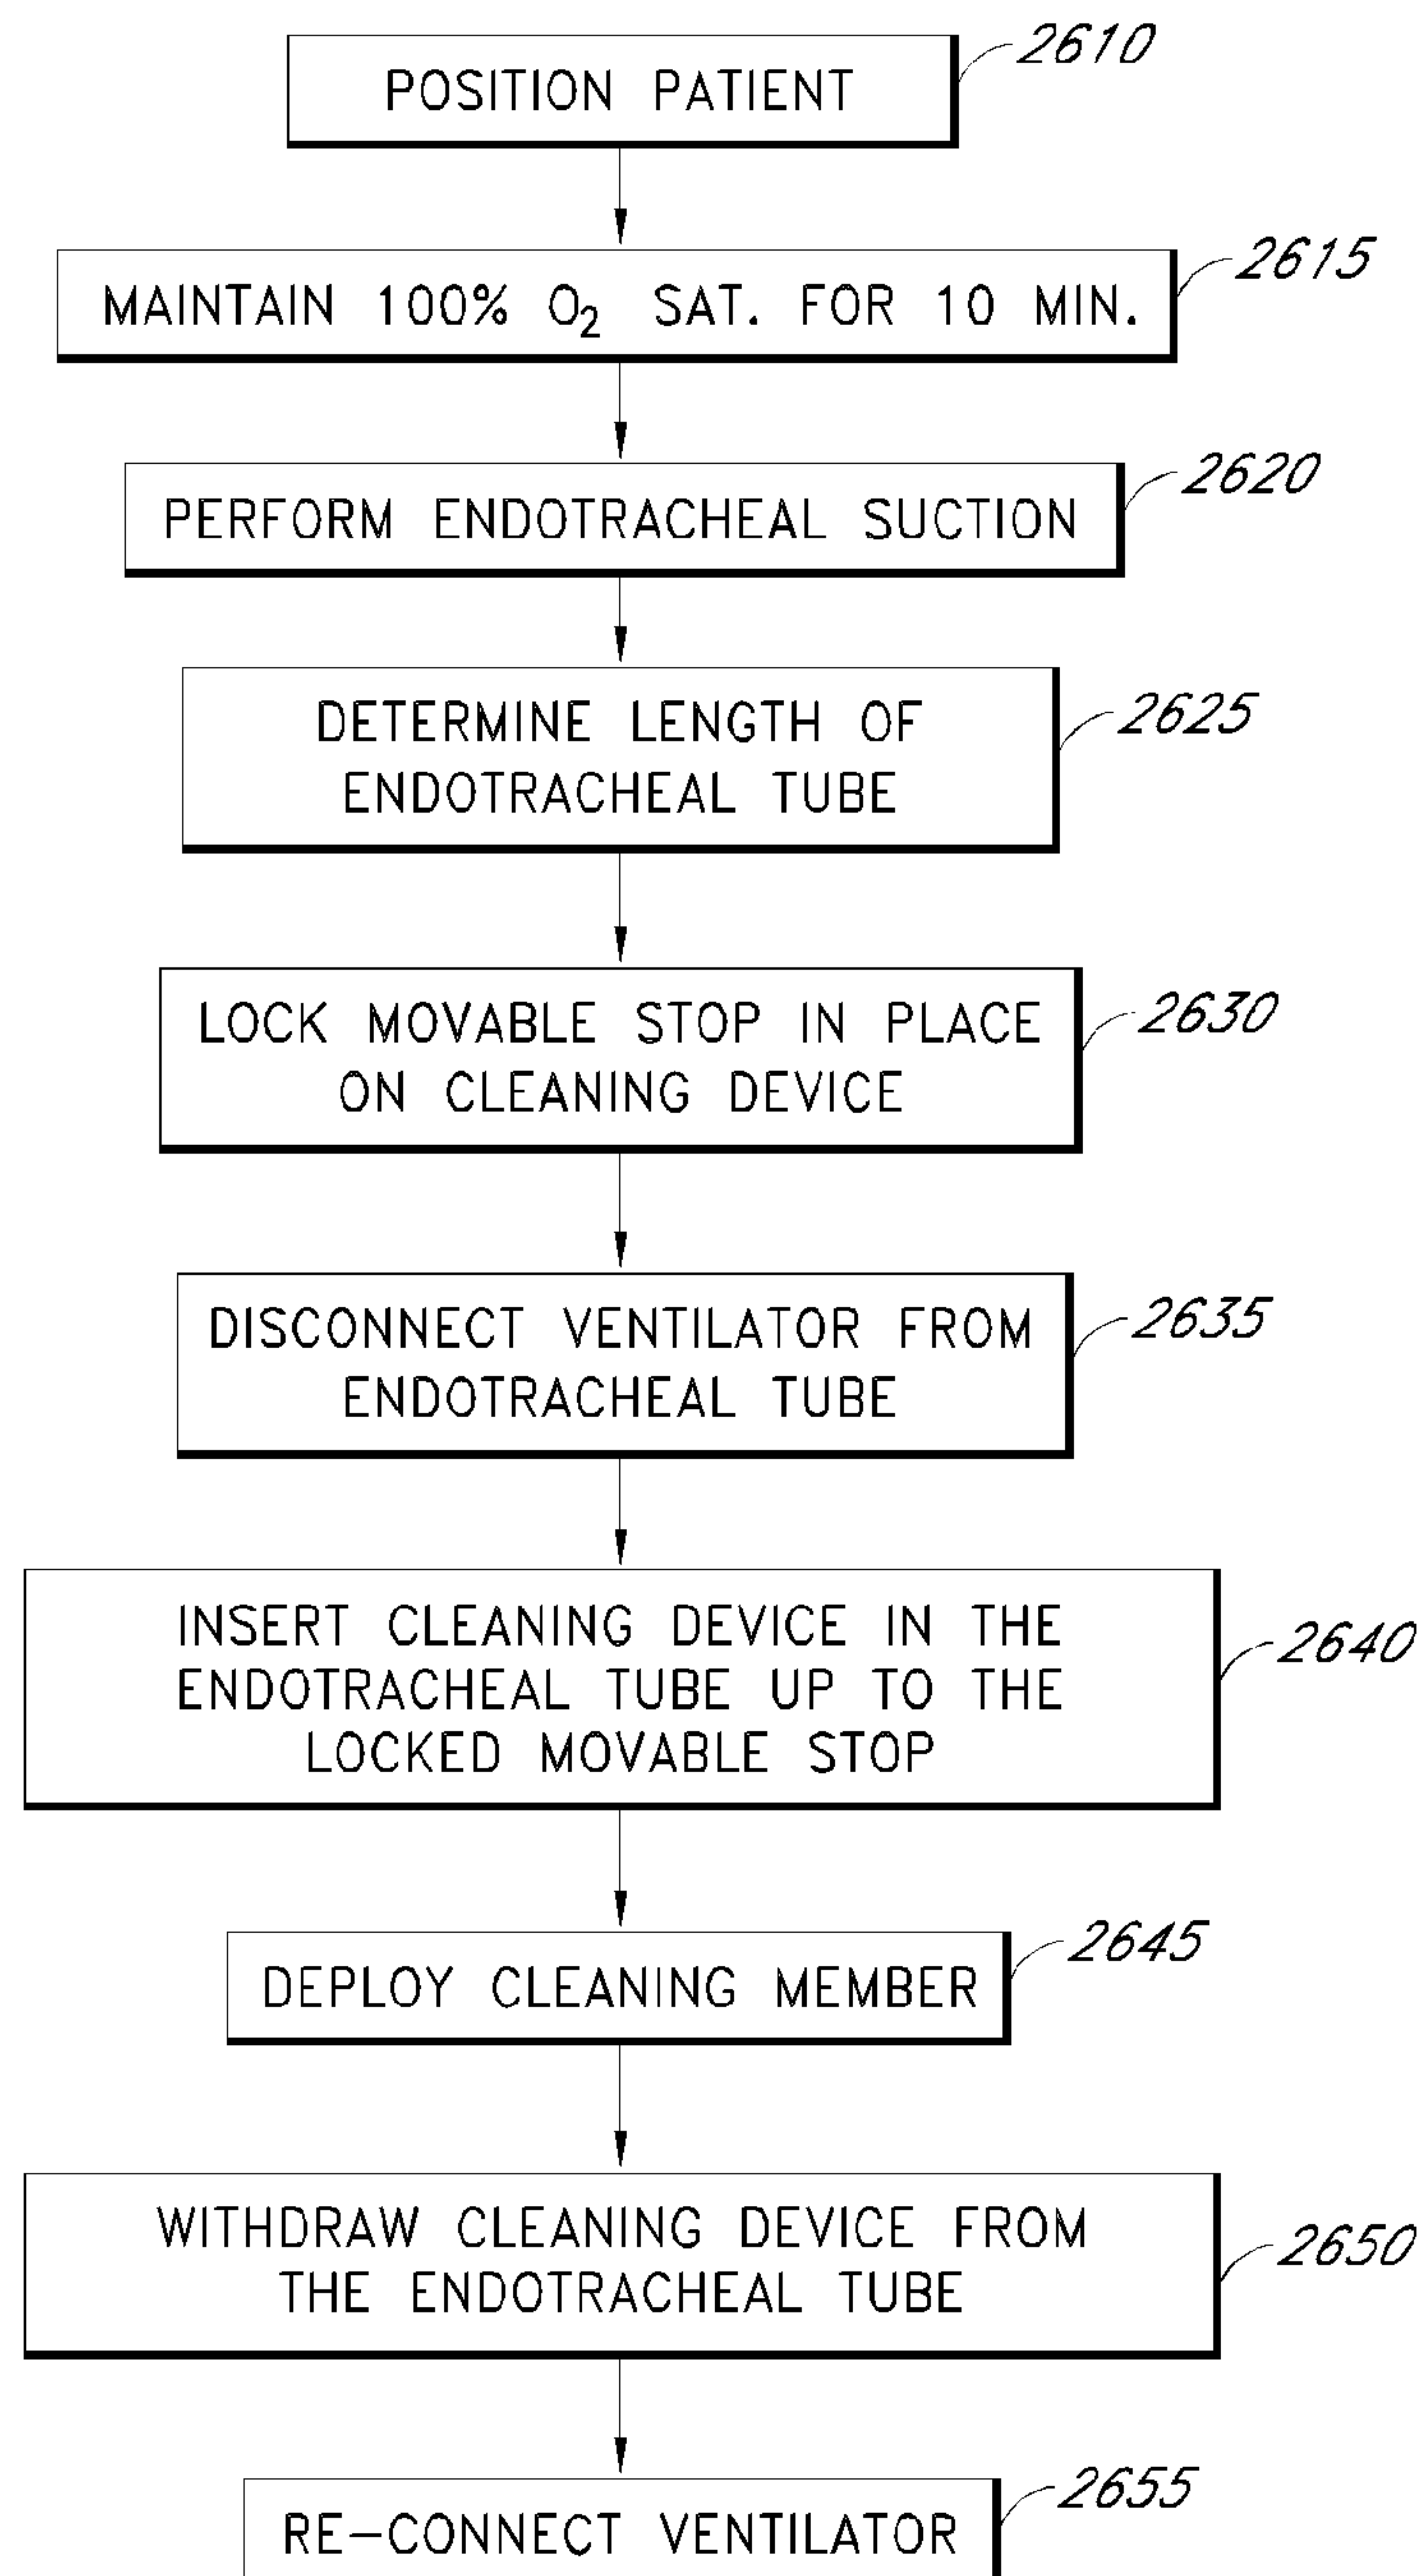 POSITION PATIENT
2610
MAINTAIN 100% O₂ SAT. FOR 10 MIN.
2615
PERFORM ENDOTRACHEAL SUCTION
2620
DETERMINE LENGTH OF
ENDOTRACHEAL TUBE
2625
LOCK MOVABLE STOP IN PLACE
ON CLEANING DEVICE
2630
DISCONNECT VENTILATOR FROM
ENDOTRACHEAL TUBE
2635
INSERT CLEANING DEVICE IN THE
ENDOTRACHEAL TUBE UP TO THE
LOCKED MOVABLE STOP
2640
DEPLOY CLEANING MEMBER
2645
WITHDRAW CLEANING DEVICE FROM
THE ENDOTRACHEAL TUBE
2650
RE-CONNECT VENTILATOR
2655